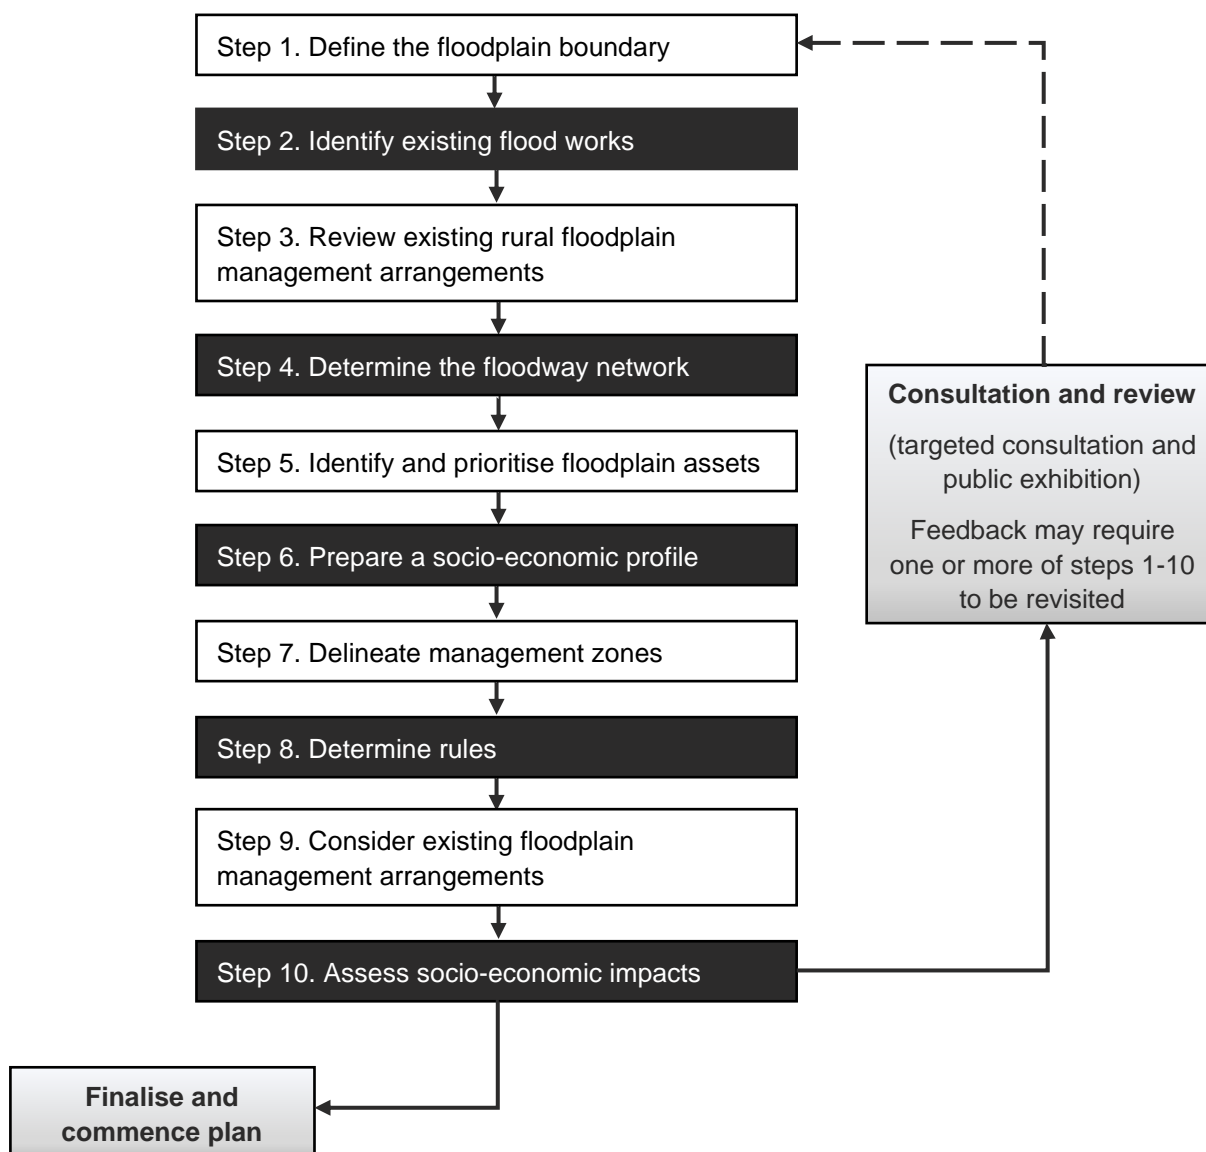 Step 1. Define the floodplain boundary
Step 2. Identify existing flood works
Step 3. Review existing rural floodplain
management arrangements
Step 4. Determine the floodway network
Step 5. Identify and prioritise floodplain assets
Step 6. Prepare a socio-economic profile
Step 7. Delineate management zones
Step 8. Determine rules
Step 9. Consider existing floodplain
management arrangements
Step 10. Assess socio-economic impacts
Consultation and review
(targeted consultation and
public exhibition)
Feedback may require
one or more of steps 1-10
to be revisited
Finalise and
commence plan